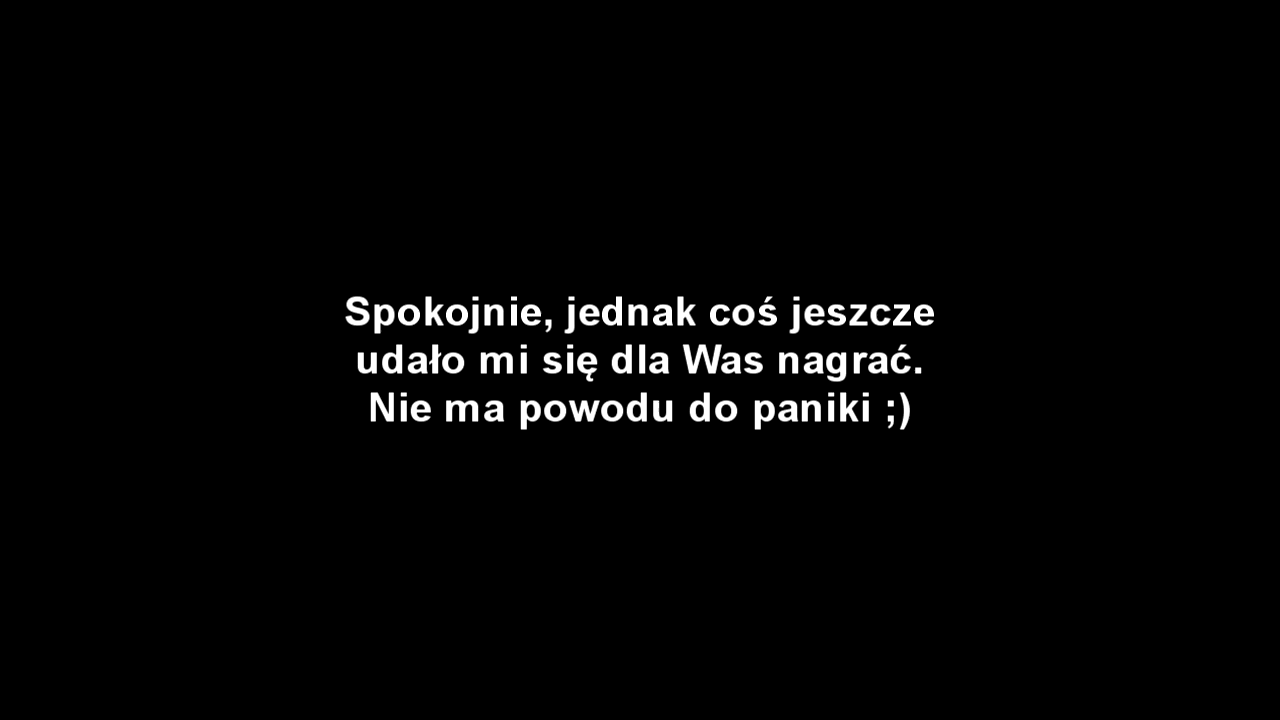 Spokojnie, jednak coś jeszcze
udało mi się dla Was nagrać.
Nie ma powodu do paniki ;)